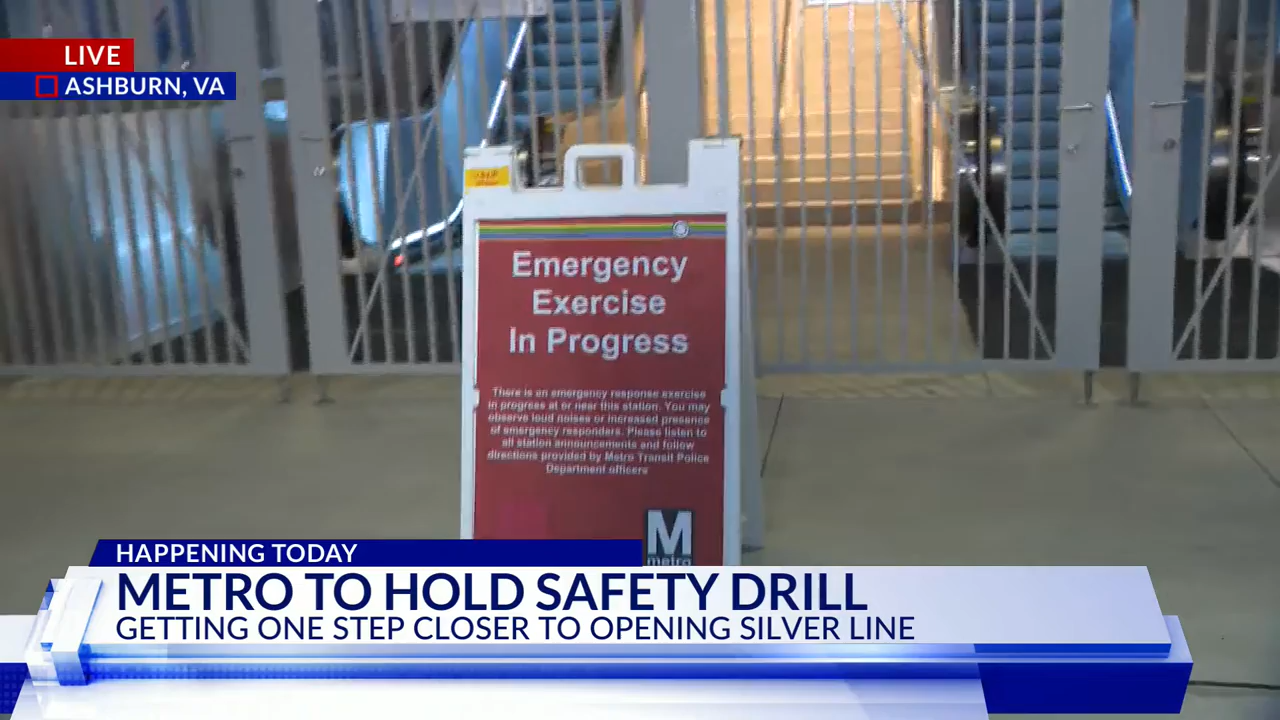 LIVE
ASHBURN, VA
Emergency
Exercise
In Progress
There is an emergency response exercise
in progress at or near this station. You may
observe loud noises or increased presence
of emergency responders. Please listen to
all station announcements and follow
directions provided by Metro Transit Police
Department officers
M
metro
HAPPENING TODAY
METRO TO HOLD SAFETY DRILL
GETTING ONE STEP CLOSER TO OPENING SILVER LINE